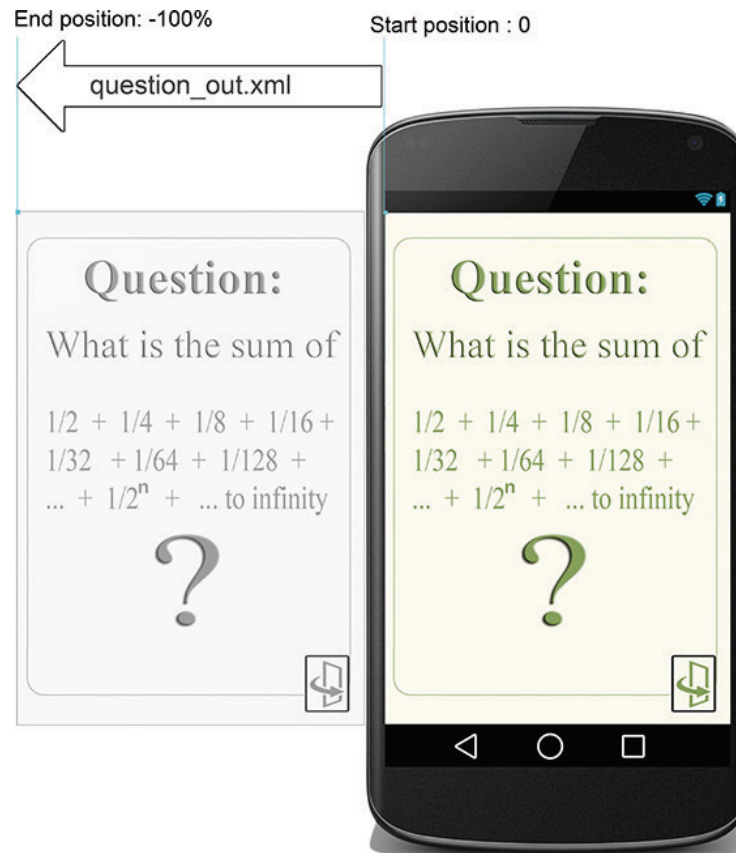 End position: -100%
Start position : 0
question_out.xml
Question:
What is the sum of
1/2 + 1/4 + 1/8 + 1/16 +
1/32 + 1/64 + 1/128 +
... + 1/2ⁿ + ... to infinity
?
Question:
What is the sum of
1/2 + 1/4 + 1/8 + 1/16 +
1/32 + 1/64 + 1/128 +
... + 1/2ⁿ + ... to infinity
?